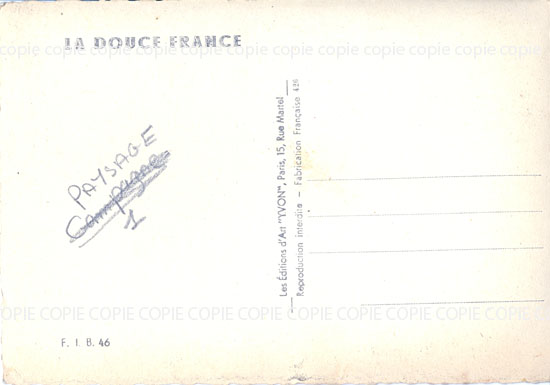 LA DOUCE FRANCE
COPIE COPIE COPIE COPIE COPIE COPIE COPIE COPIE COPIE COPIE COPIE COPIE
PAYSAGE
Campagne
1
Les Éditions d'Art "YVON", Paris, 15, Rue Martel
Reproduction interdite – Fabrication Française
COPIE COPIE COPIE COPIE COPIE COPIE COPIE COPIE COPIE COPIE COPIE COPIE
F. I. B. 46